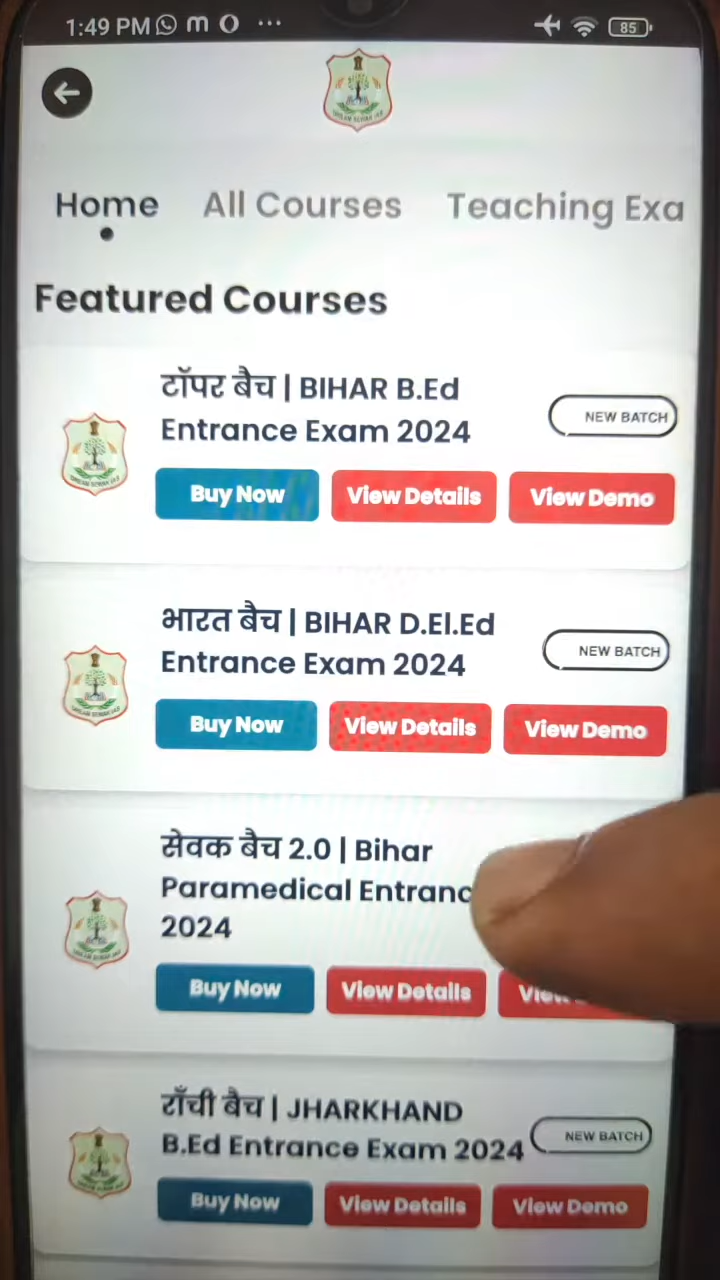 1:49 PM
85
Home All Courses Teaching Exa
Featured Courses
टॉपर बैच | BIHAR B.Ed
Entrance Exam 2024
NEW BATCH
Buy Now View Details View Demo
भारत बैच | BIHAR D.El.Ed
Entrance Exam 2024
NEW BATCH
Buy Now View Details View Demo
सेवक बैच 2.0 | Bihar
Paramedical Entranc
2024
Buy Now View Details
राँची बैच | JHARKHAND
B.Ed Entrance Exam 2024
NEW BATCH
Buy Now View Details View Demo